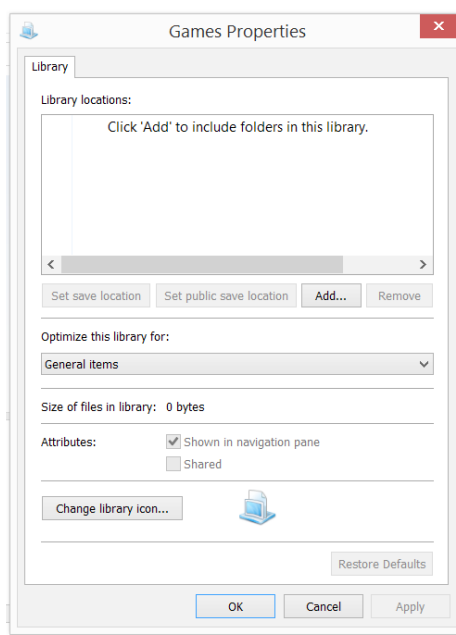 Games Properties
Library
Library locations:
Click 'Add' to include folders in this library.
Set save location Set public save location Add... Remove
Optimize this library for:
General items
Size of files in library: 0 bytes
Attributes: Shown in navigation pane
Shared
Change library icon...
Restore Defaults
OK Cancel Apply